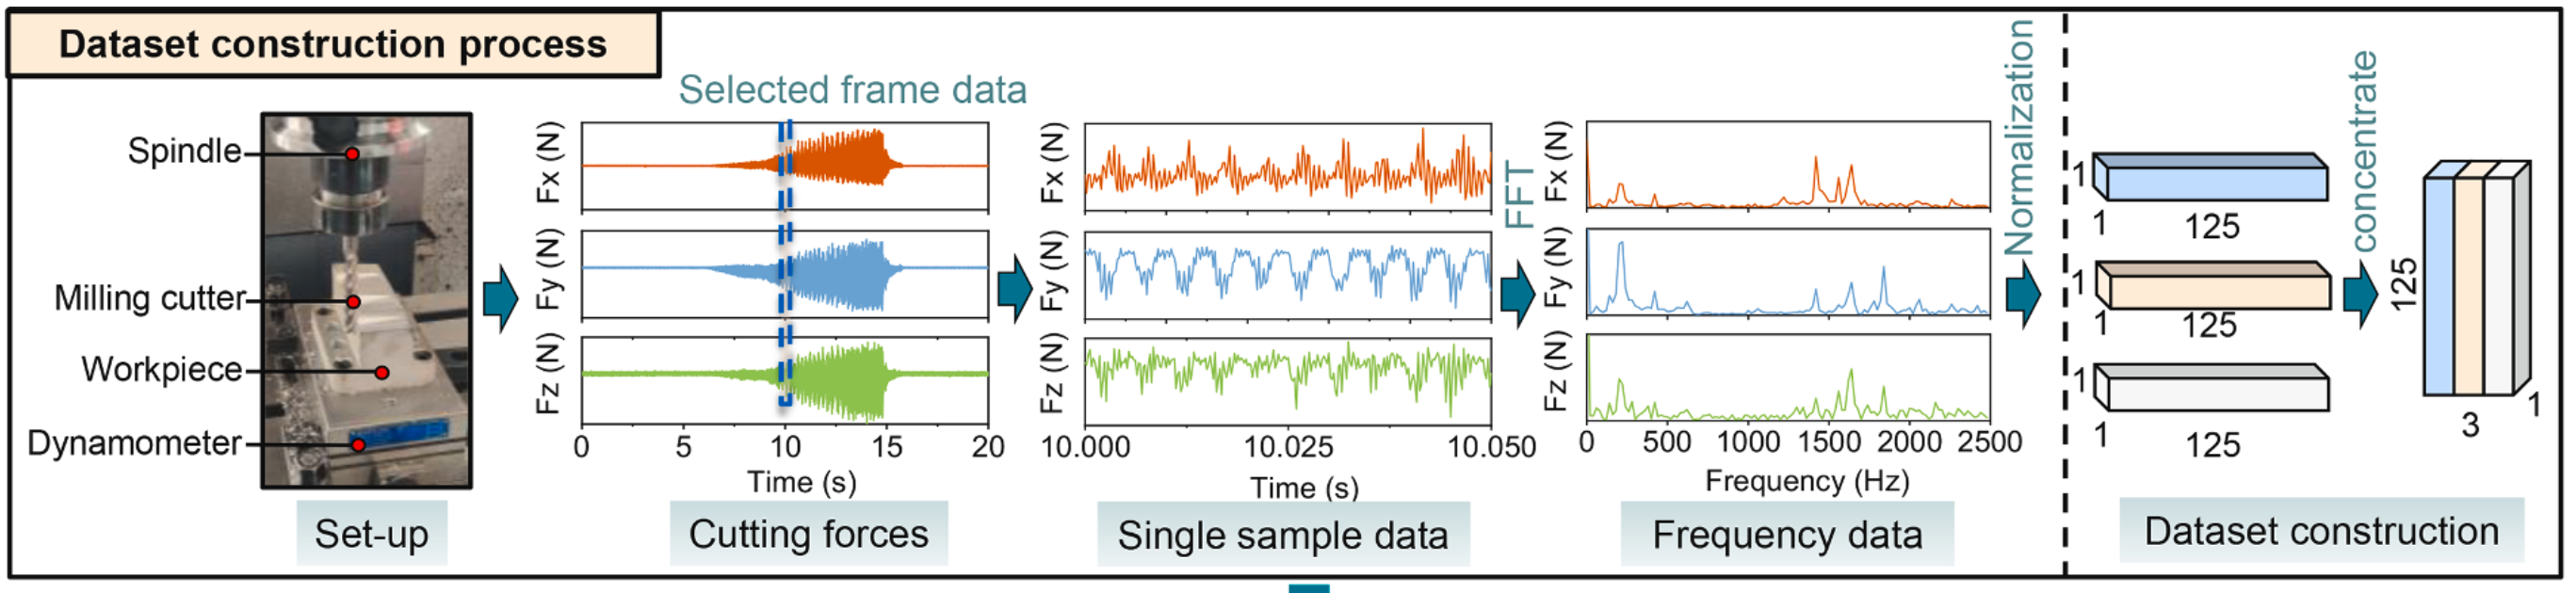 Dataset construction process
Spindle
Milling cutter
Workpiece
Dynamometer
Set-up
Selected frame data
Fx (N)
Fy (N)
Fz (N)
0 5 10 15 20
Time (s)
Cutting forces
Fx (N)
Fy (N)
Fz (N)
10.000 10.025 10.050
Time (s)
Single sample data
FFT
Fx (N)
Fy (N)
Fz (N)
0 500 1000 1500 2000 2500
Frequency (Hz)
Frequency data
Normalization
1
1 125
1
1 125
1
1 125
concentrate
125
3
1
Dataset construction